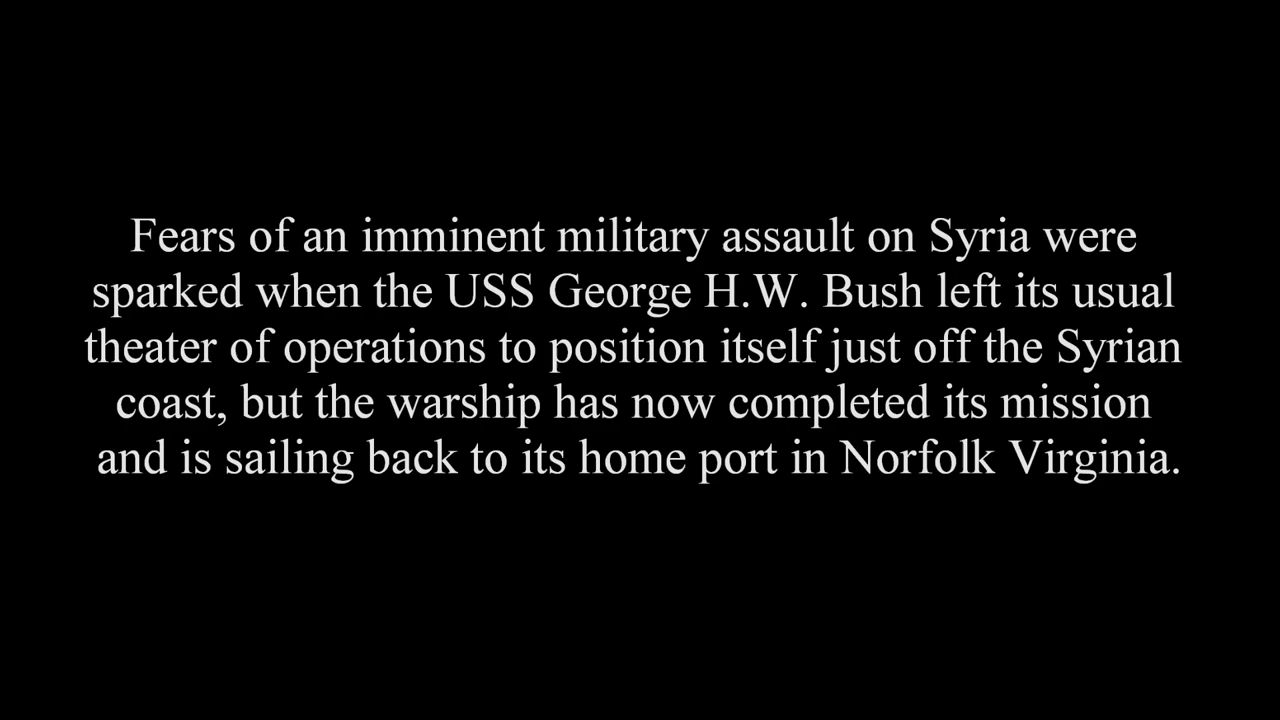 Fears of an imminent military assault on Syria were
sparked when the USS George H.W. Bush left its usual
theater of operations to position itself just off the Syrian
coast, but the warship has now completed its mission
and is sailing back to its home port in Norfolk Virginia.